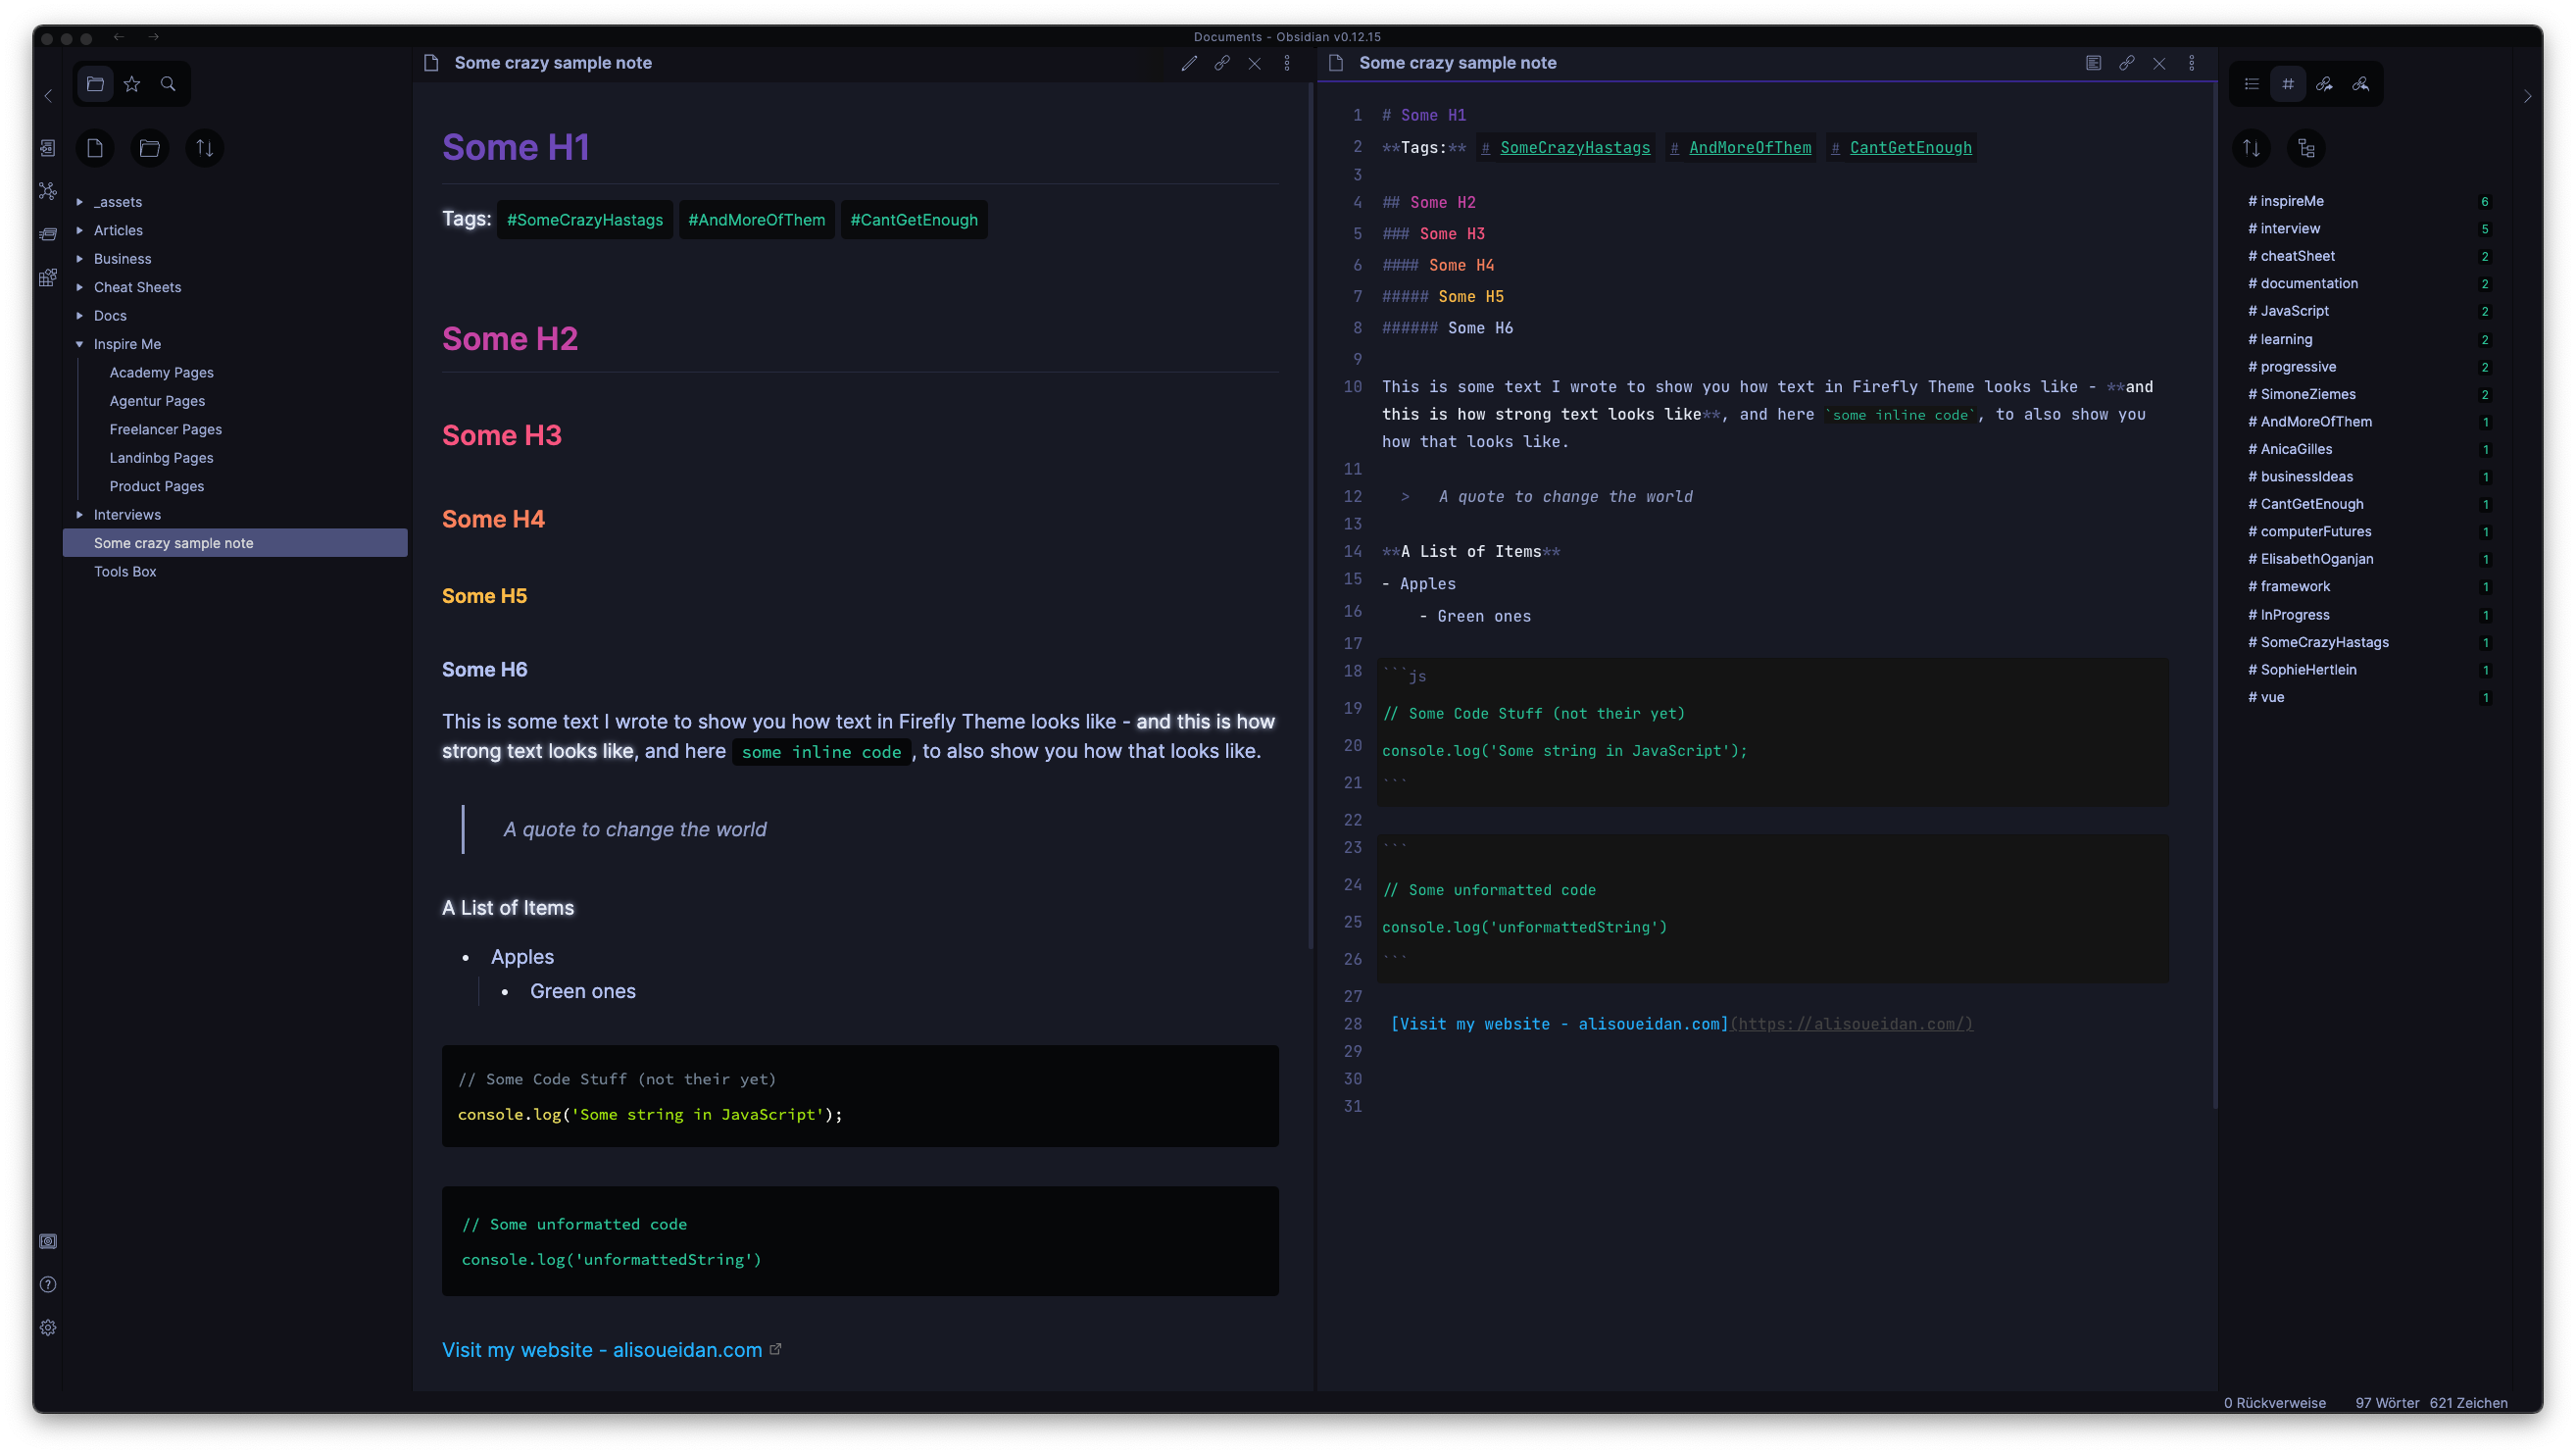 Documents - Obsidian v0.12.15
_assets
Articles
Business
Cheat Sheets
Docs
Inspire Me
Academy Pages
Agentur Pages
Freelancer Pages
Landinbg Pages
Product Pages
Interviews
Some crazy sample note
Tools Box
Some crazy sample note
Some H1
Tags: #SomeCrazyHastags #AndMoreOfThem #CantGetEnough
Some H2
Some H3
Some H4
Some H5
Some H6
This is some text I wrote to show you how text in Firefly Theme looks like - and this is how
strong text looks like, and here some inline code, to also show you how that looks like.
A quote to change the world
A List of Items
• Apples
• Green ones
// Some Code Stuff (not their yet)
console.log('Some string in JavaScript');
// Some unformatted code
console.log('unformattedString')
Visit my website - alisoueidan.com
Some crazy sample note
1 # Some H1
2 **Tags:** # SomeCrazyHastags # AndMoreOfThem # CantGetEnough
3
4 ## Some H2
5 ### Some H3
6 #### Some H4
7 ##### Some H5
8 ###### Some H6
9
10 This is some text I wrote to show you how text in Firefly Theme looks like - **and
this is how strong text looks like**, and here `some inline code`, to also show you
how that looks like.
11
12 > A quote to change the world
13
14 **A List of Items**
15 - Apples
16 - Green ones
17
18 ```js
19 // Some Code Stuff (not their yet)
20 console.log('Some string in JavaScript');
21 ```
22
23 ```
24 // Some unformatted code
25 console.log('unformattedString')
26 ```
27
28 [Visit my website - alisoueidan.com](https://alisoueidan.com/)
29
30
31
# inspireMe 6
# interview 5
# cheatSheet 2
# documentation 2
# JavaScript 2
# learning 2
# progressive 2
# SimoneZiemes 2
# AndMoreOfThem 1
# AnicaGilles 1
# businessIdeas 1
# CantGetEnough 1
# computerFutures 1
# ElisabethOganjan 1
# framework 1
# InProgress 1
# SomeCrazyHastags 1
# SophieHertlein 1
# vue 1
0 Rückverweise 97 Wörter 621 Zeichen